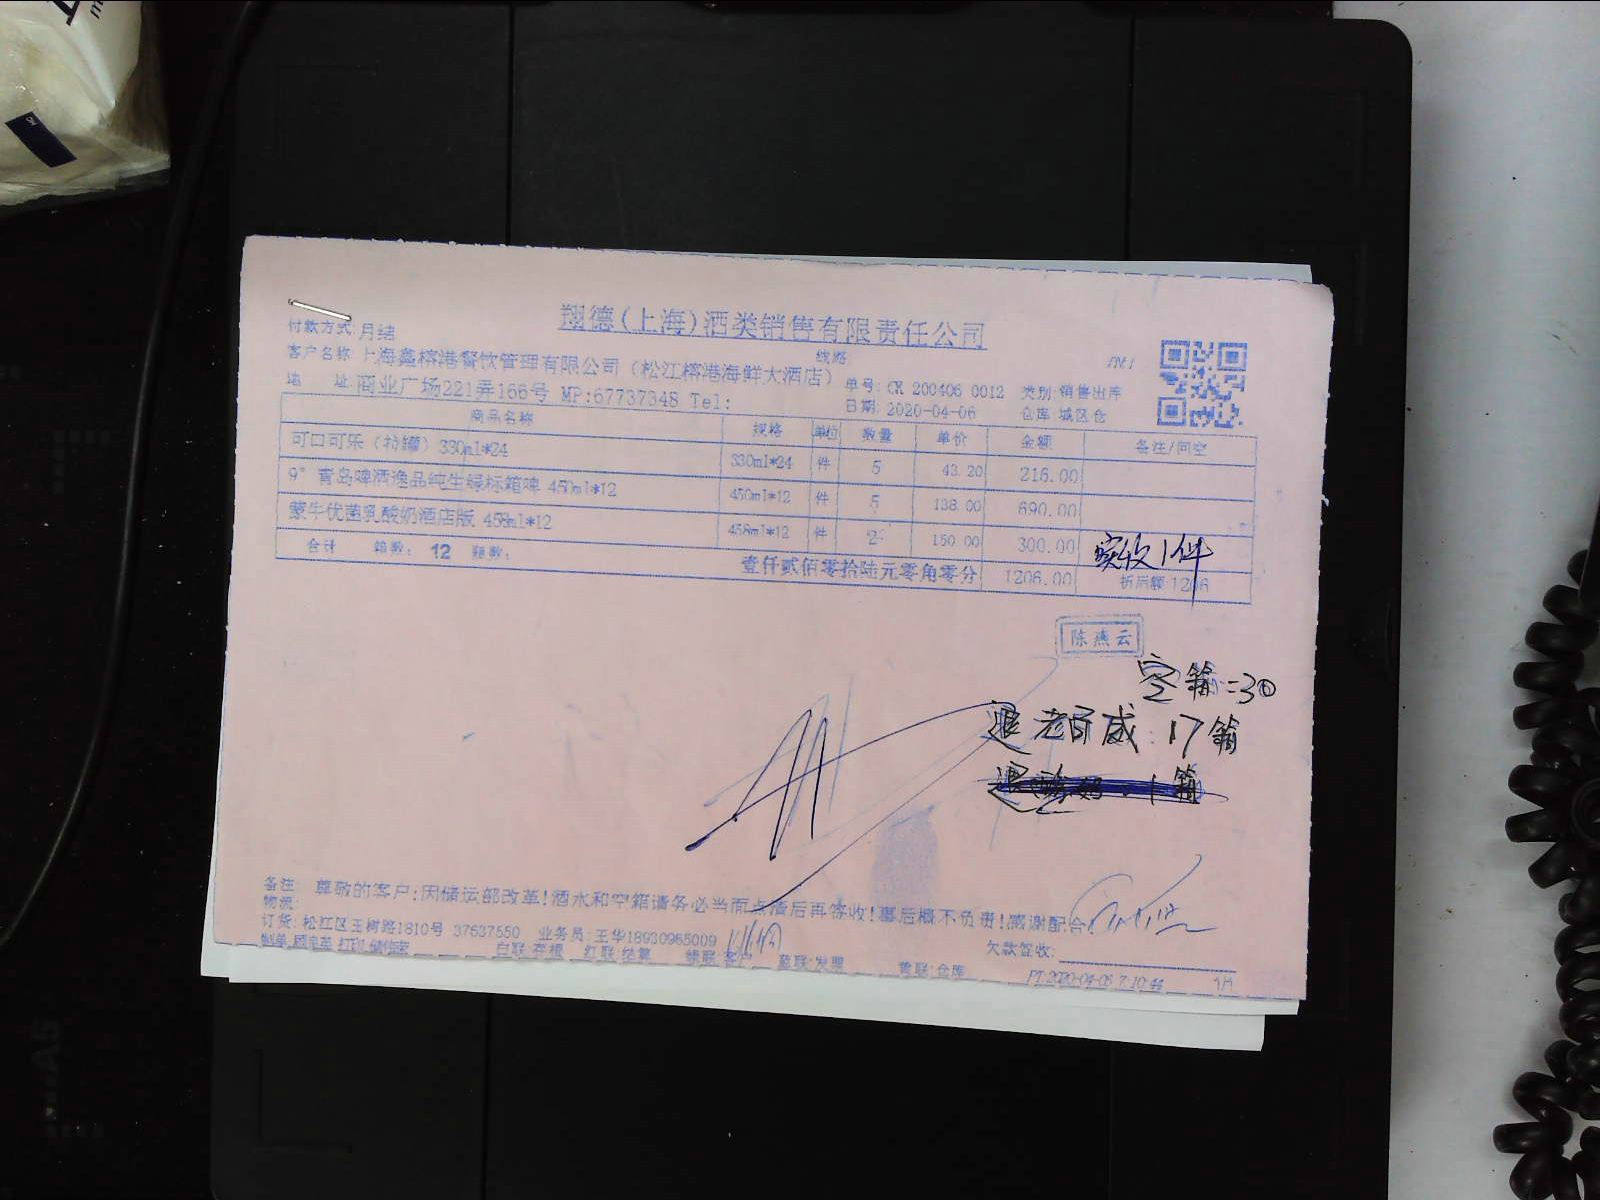 翔德(上海)酒类销售有限责任公司
付款方式:月结
线路:
客户名称:上海鑫榕港餐饮管理有限公司（松江榕港海鲜大酒店）
单号:CK 200406 0012 类别:销售出库
地 址:商业广场221弄166号 MP:67737348 Tel:
日期:2020-04-06 仓库:城区仓
商品名称 规格 单位 数量 单价 金额 备注/回空
可口可乐（持罐）330ml*24 330ml*24 件 5 43.20 216.00
9°青岛啤酒逸品纯生绿标箱啤 450ml*12 450ml*12 件 5 138.00 690.00
蒙牛优菌乳酸奶酒店版 458ml*12 458ml*12 件 2 150.00 300.00 实收1件
合计 箱数: 12 瓶数: 壹仟贰佰零拾陆元零角零分 1206.00 折后额:1206
陈燕云
空箱:30
退老百威:17箱
备注: 尊敬的客户:因储运部改革!酒水和空箱请务必当面点清后再签收!事后概不负责!感谢配合
物流:
订货:松江区玉树路1810号 37637550 业务员:王华18930965009
欠款签收:
白联:存根 红联:结算 客户 蓝联:发票 黄联:仓库 PT:2020-04-06 7:10:44